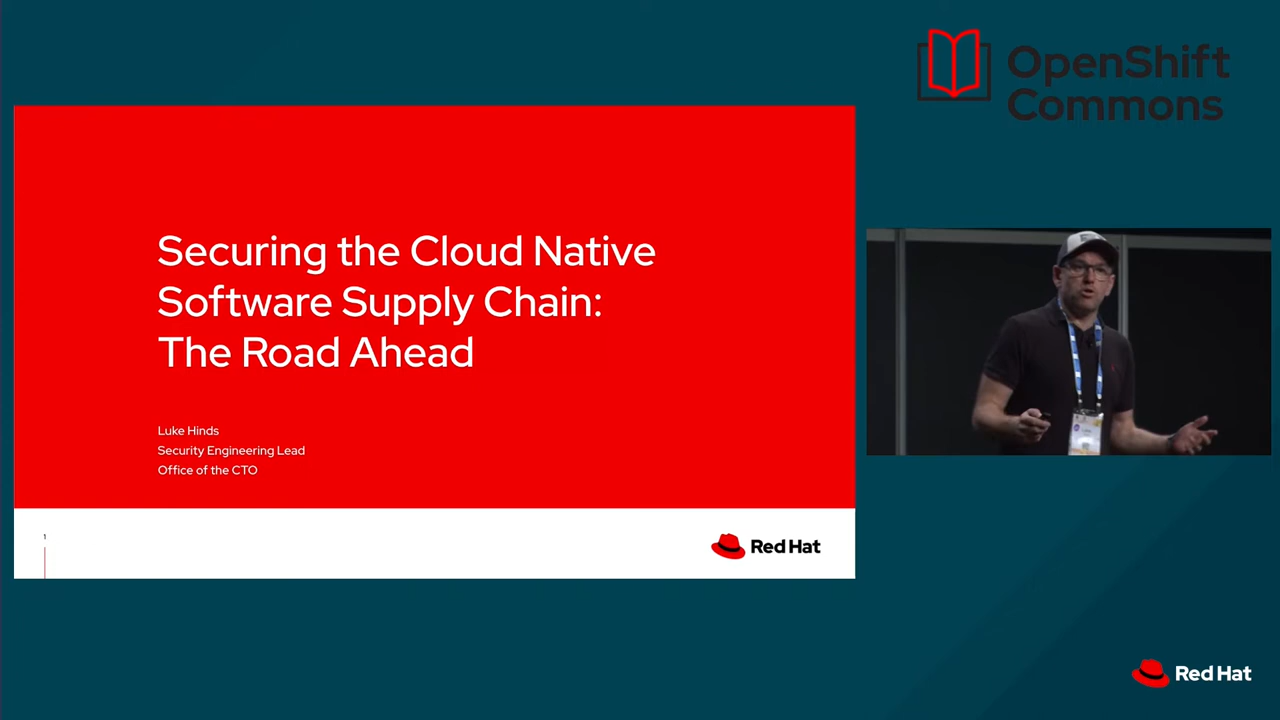 OpenShift
Commons
Securing the Cloud Native
Software Supply Chain:
The Road Ahead
Luke Hinds
Security Engineering Lead
Office of the CTO
1
Red Hat
Red Hat